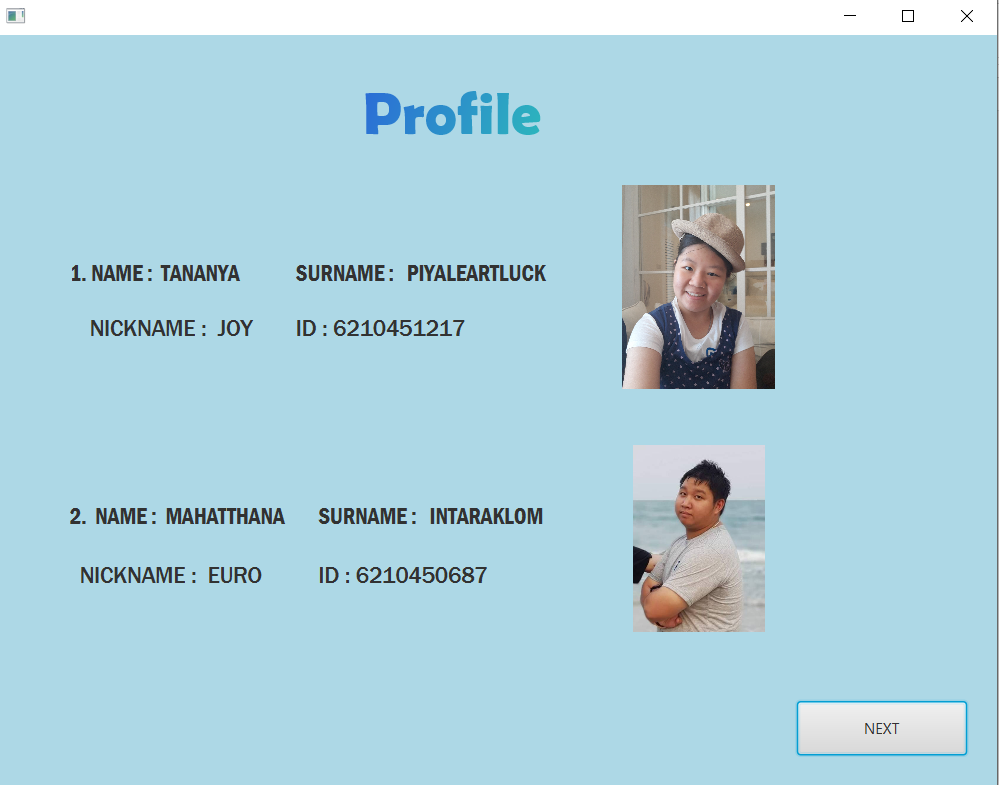 Profile
1. NAME : TANANYA SURNAME : PIYALEARTLUCK
NICKNAME : JOY ID : 6210451217
2. NAME : MAHATTHANA SURNAME : INTARAKLOM
NICKNAME : EURO ID : 6210450687
NEXT